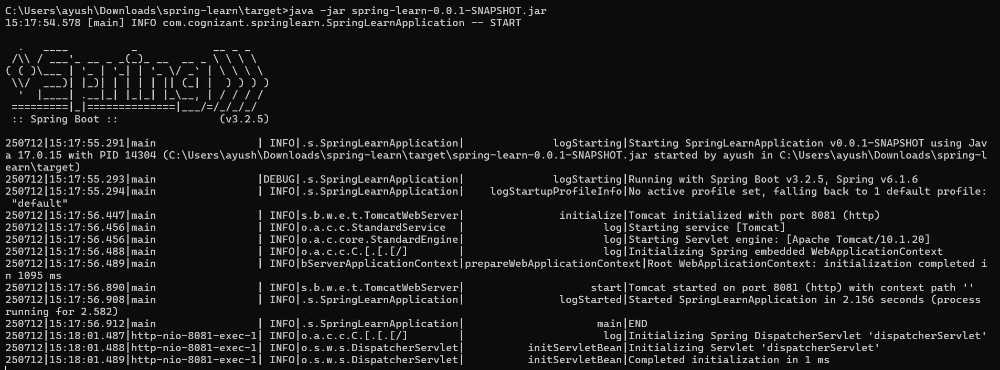 C:\Users\ayush\Downloads\spring-learn\target>java -jar spring-learn-0.0.1-SNAPSHOT.jar
15:17:54.578 [main] INFO com.cognizant.springlearn.SpringLearnApplication -- START

  .   ____          _            __ _ _
 /\\ / ___'_ __ _ _(_)_ __  __ _ \ \ \ \
( ( )\___ | '_ | '_| | '_ \/ _` | \ \ \ \
 \\/  ___)| |_)| | | | | || (_| |  ) ) ) )
  '  |____| .__|_| |_|_| |_\__, | / / / /
 =========|_|==============|___/=/_/_/_/
 :: Spring Boot ::                (v3.2.5)

250712|15:17:55.291|main                | INFO|.s.SpringLearnApplication|              logStarting|Starting SpringLearnApplication v0.0.1-SNAPSHOT using Jav
a 17.0.15 with PID 14304 (C:\Users\ayush\Downloads\spring-learn\target\spring-learn-0.0.1-SNAPSHOT.jar started by ayush in C:\Users\ayush\Downloads\spring-l
earn\target)
250712|15:17:55.293|main                |DEBUG|.s.SpringLearnApplication|              logStarting|Running with Spring Boot v3.2.5, Spring v6.1.6
250712|15:17:55.294|main                | INFO|.s.SpringLearnApplication|    logStartupProfileInfo|No active profile set, falling back to 1 default profile:
 "default"
250712|15:17:56.447|main                | INFO|s.b.w.e.t.TomcatWebServer|               initialize|Tomcat initialized with port 8081 (http)
250712|15:17:56.456|main                | INFO|o.a.c.c.StandardService  |                      log|Starting service [Tomcat]
250712|15:17:56.456|main                | INFO|o.a.c.core.StandardEngine|                      log|Starting Servlet engine: [Apache Tomcat/10.1.20]
250712|15:17:56.488|main                | INFO|o.a.c.c.C.[.[.[/]        |                      log|Initializing Spring embedded WebApplicationContext
250712|15:17:56.489|main                | INFO|bServerApplicationContext|prepareWebApplicationContext|Root WebApplicationContext: initialization completed i
n 1095 ms
250712|15:17:56.890|main                | INFO|s.b.w.e.t.TomcatWebServer|                    start|Tomcat started on port 8081 (http) with context path ''
250712|15:17:56.908|main                | INFO|.s.SpringLearnApplication|               logStarted|Started SpringLearnApplication in 2.156 seconds (process
running for 2.582)
250712|15:17:56.912|main                | INFO|.s.SpringLearnApplication|                     main|END
250712|15:18:01.487|http-nio-8081-exec-1| INFO|o.a.c.c.C.[.[.[/]        |                      log|Initializing Spring DispatcherServlet 'dispatcherServlet'
250712|15:18:01.488|http-nio-8081-exec-1| INFO|o.s.w.s.DispatcherServlet|          initServletBean|Initializing Servlet 'dispatcherServlet'
250712|15:18:01.489|http-nio-8081-exec-1| INFO|o.s.w.s.DispatcherServlet|          initServletBean|Completed initialization in 1 ms